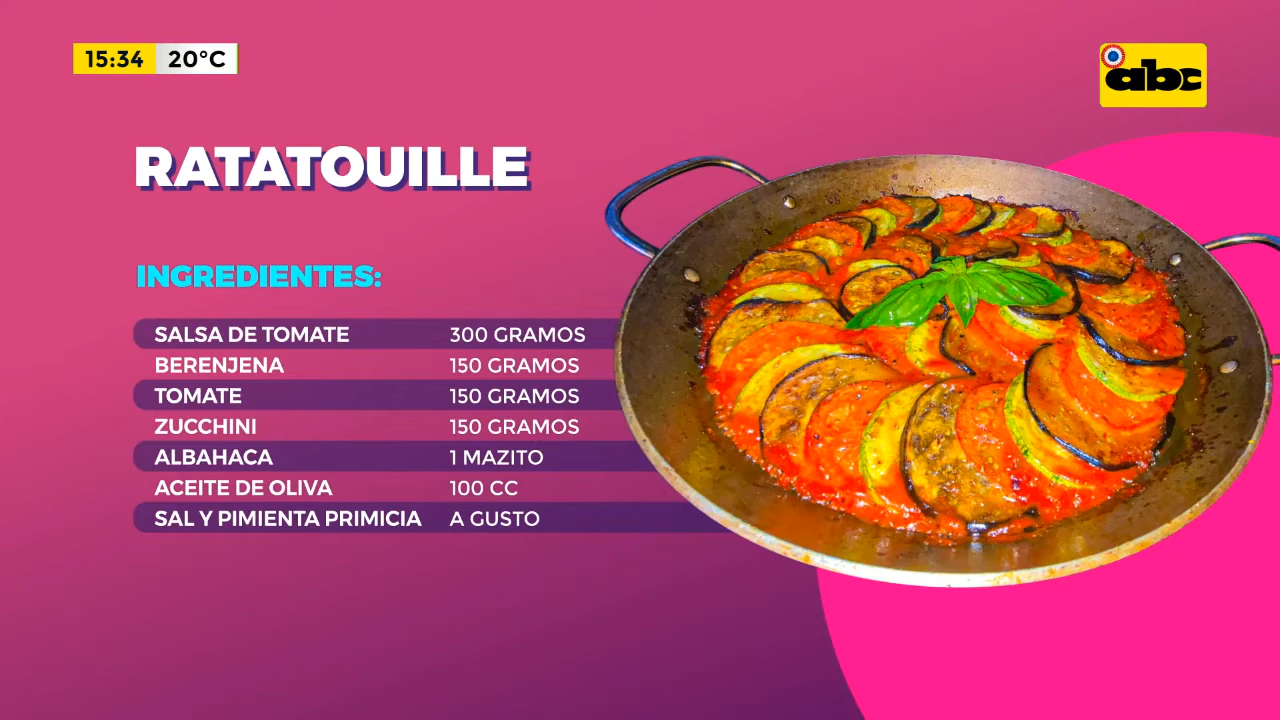 15:34 20°C
abc
RATATOUILLE
INGREDIENTES:
SALSA DE TOMATE 300 GRAMOS
BERENJENA 150 GRAMOS
TOMATE 150 GRAMOS
ZUCCHINI 150 GRAMOS
ALBAHACA 1 MAZITO
ACEITE DE OLIVA 100 CC
SAL Y PIMIENTA PRIMICIA A GUSTO